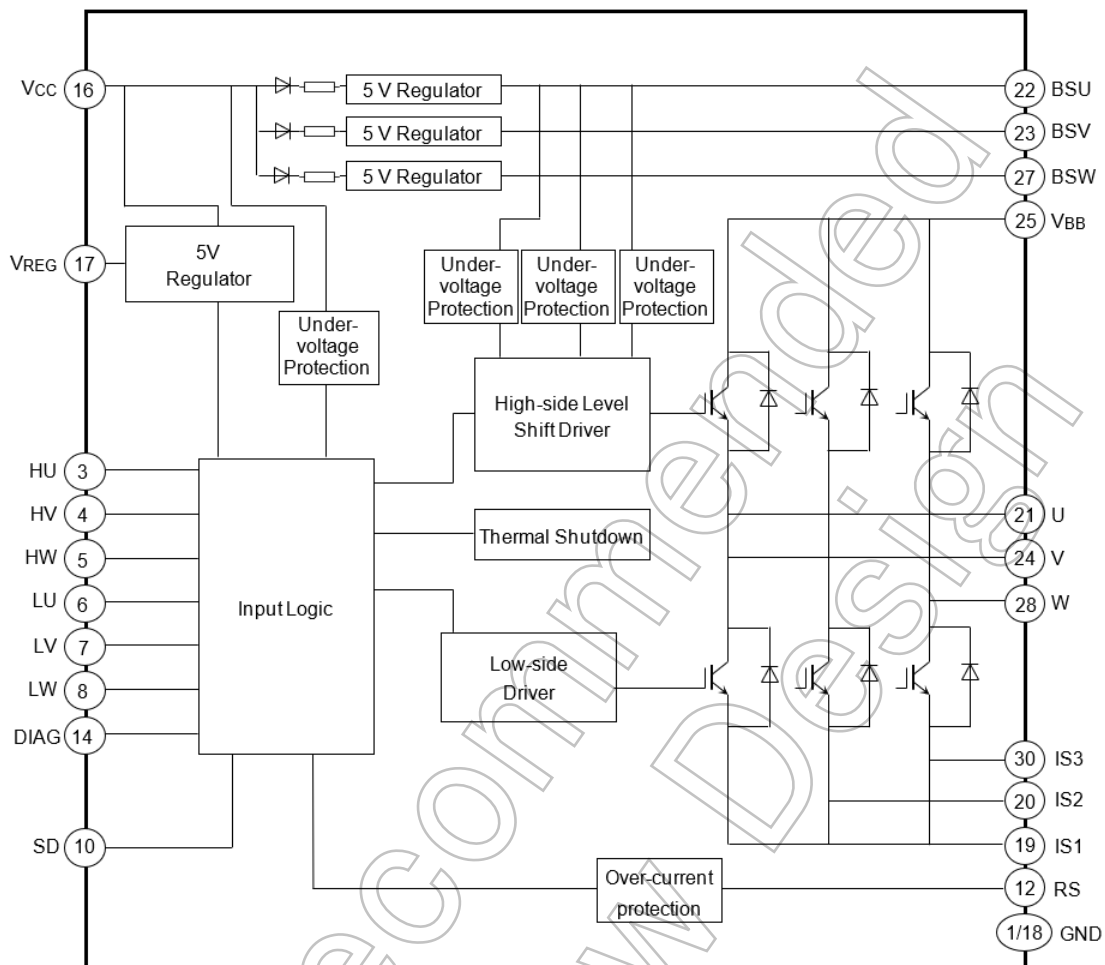 VCC 16
5 V Regulator
22 BSU
5 V Regulator
23 BSV
5 V Regulator
27 BSW
25 VBB
VREG 17
5V
Regulator
Under-
voltage
Protection
Under-
voltage
Protection
Under-
voltage
Protection
Under-
voltage
Protection
High-side Level
Shift Driver
HU 3
HV 4
HW 5
LU 6
LV 7
LW 8
DIAG 14
SD 10
Input Logic
Thermal Shutdown
Low-side
Driver
21 U
24 V
28 W
30 IS3
20 IS2
19 IS1
Over-current
protection
12 RS
1/18 GND
ecommended
w Design